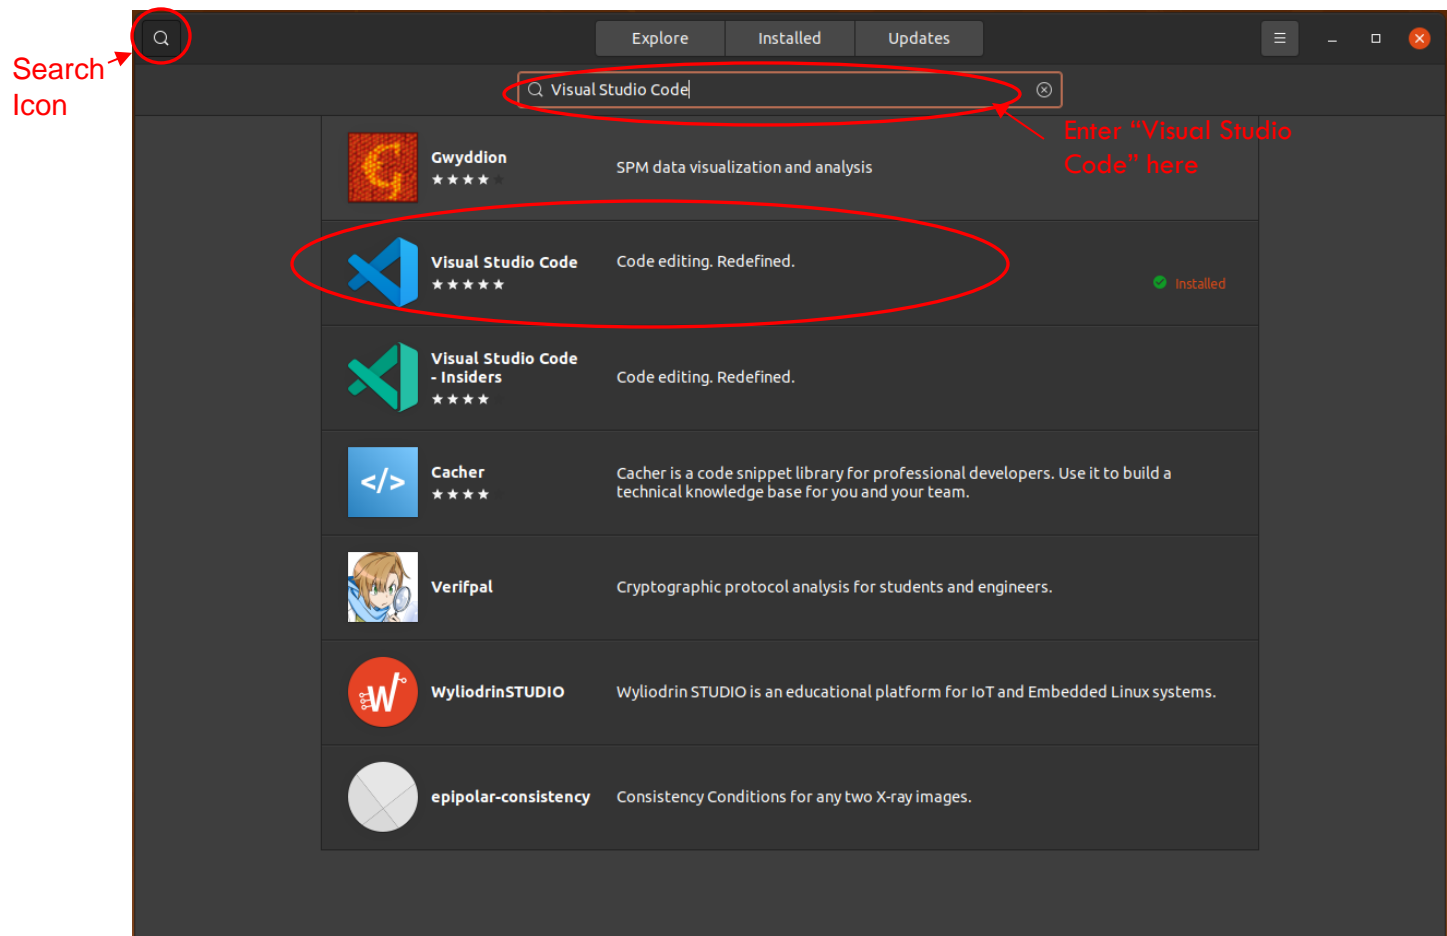 Explore Installed Updates
Search
Icon
Visual Studio Code
Enter “Visual Studio
Code” here
Gwyddion
SPM data visualization and analysis
Visual Studio Code
Code editing. Redefined.
Installed
Visual Studio Code
- Insiders
Code editing. Redefined.
</>
Cacher
Cacher is a code snippet library for professional developers. Use it to build a
technical knowledge base for you and your team.
Verifpal
Cryptographic protocol analysis for students and engineers.
W
WyliodrinSTUDIO
Wyliodrin STUDIO is an educational platform for IoT and Embedded Linux systems.
epipolar-consistency
Consistency Conditions for any two X-ray images.